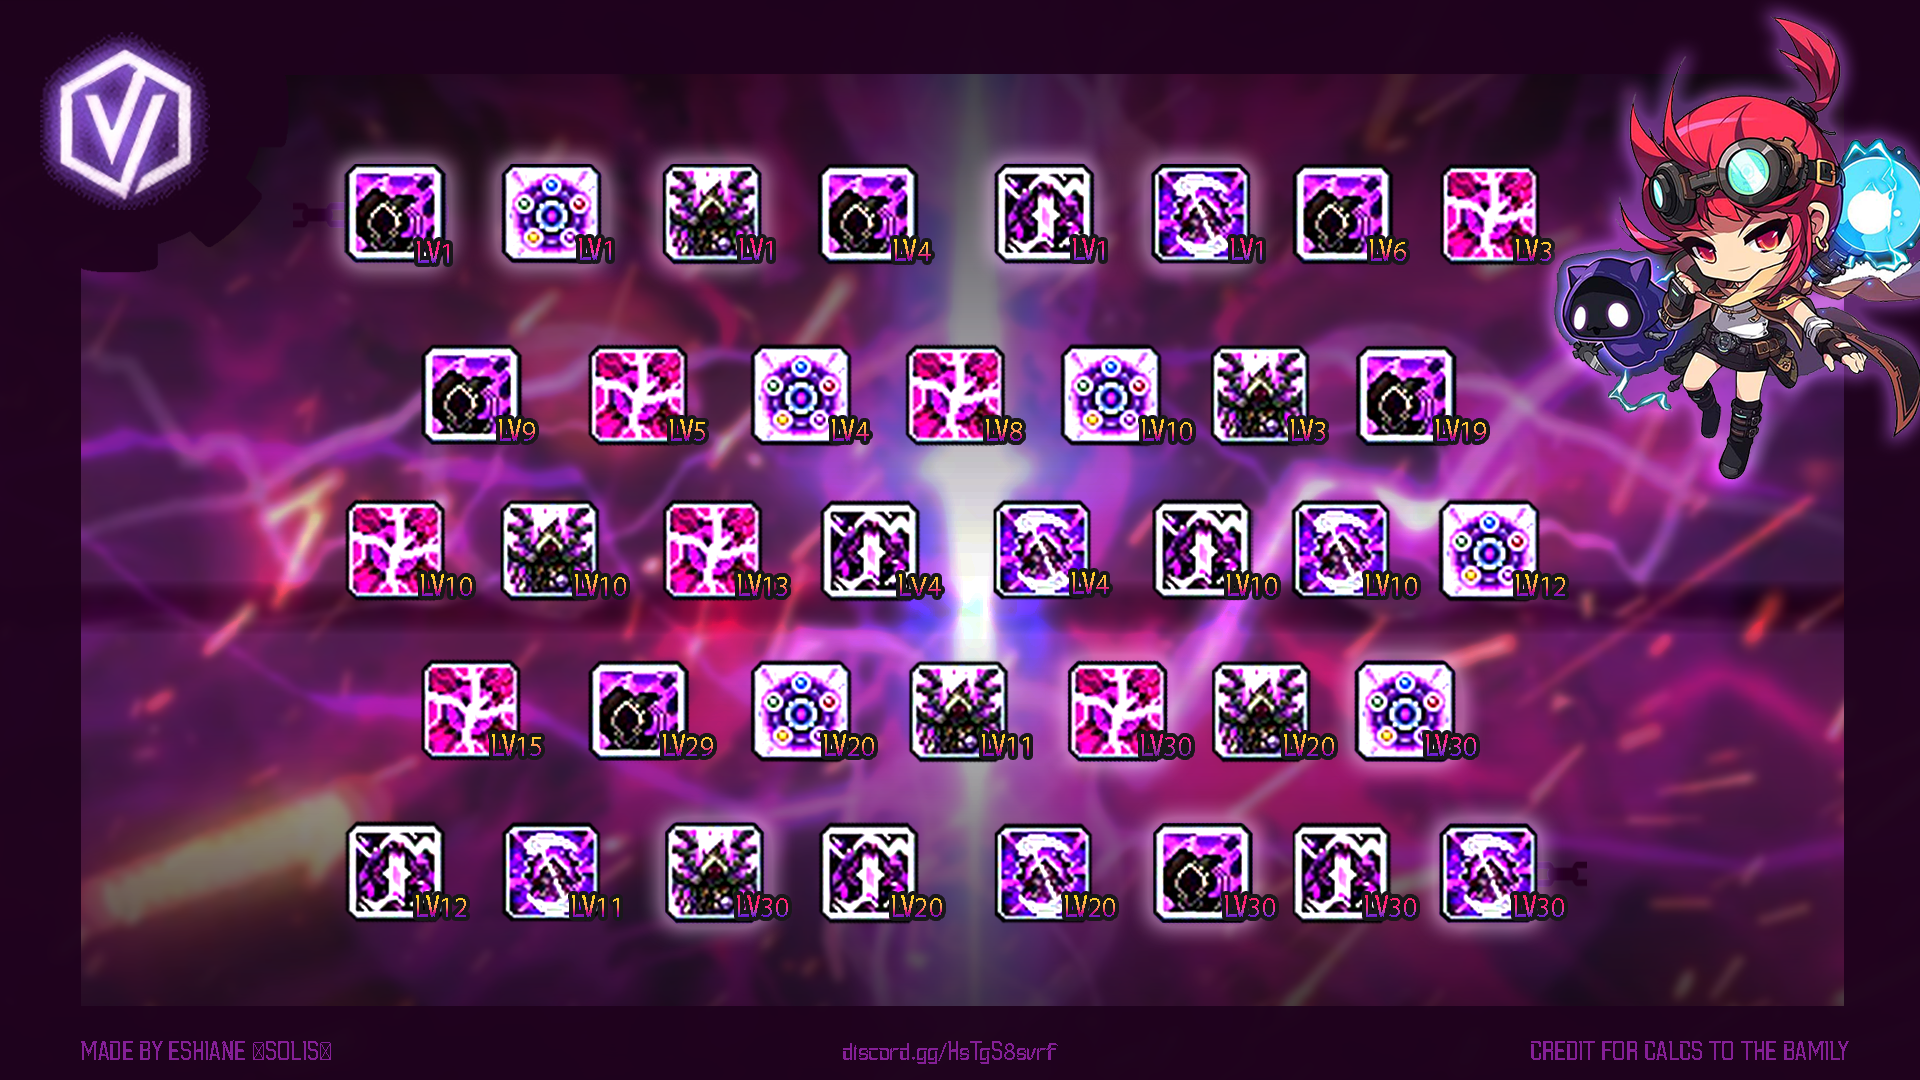 LV1 LV1 LV1 LV4 LV1 LV1 LV6 LV3
LV9 LV5 LV4 LV8 LV10 LV3 LV19
LV10 LV10 LV13 LV4 LV4 LV10 LV10 LV12
LV15 LV29 LV20 LV11 LV30 LV20 LV30
LV12 LV11 LV30 LV20 LV20 LV30 LV30 LV30
MADE BY ESHIANE SOLIS
discord.gg/HsTgS8svrf
CREDIT FOR CALCS TO THE BAMILY